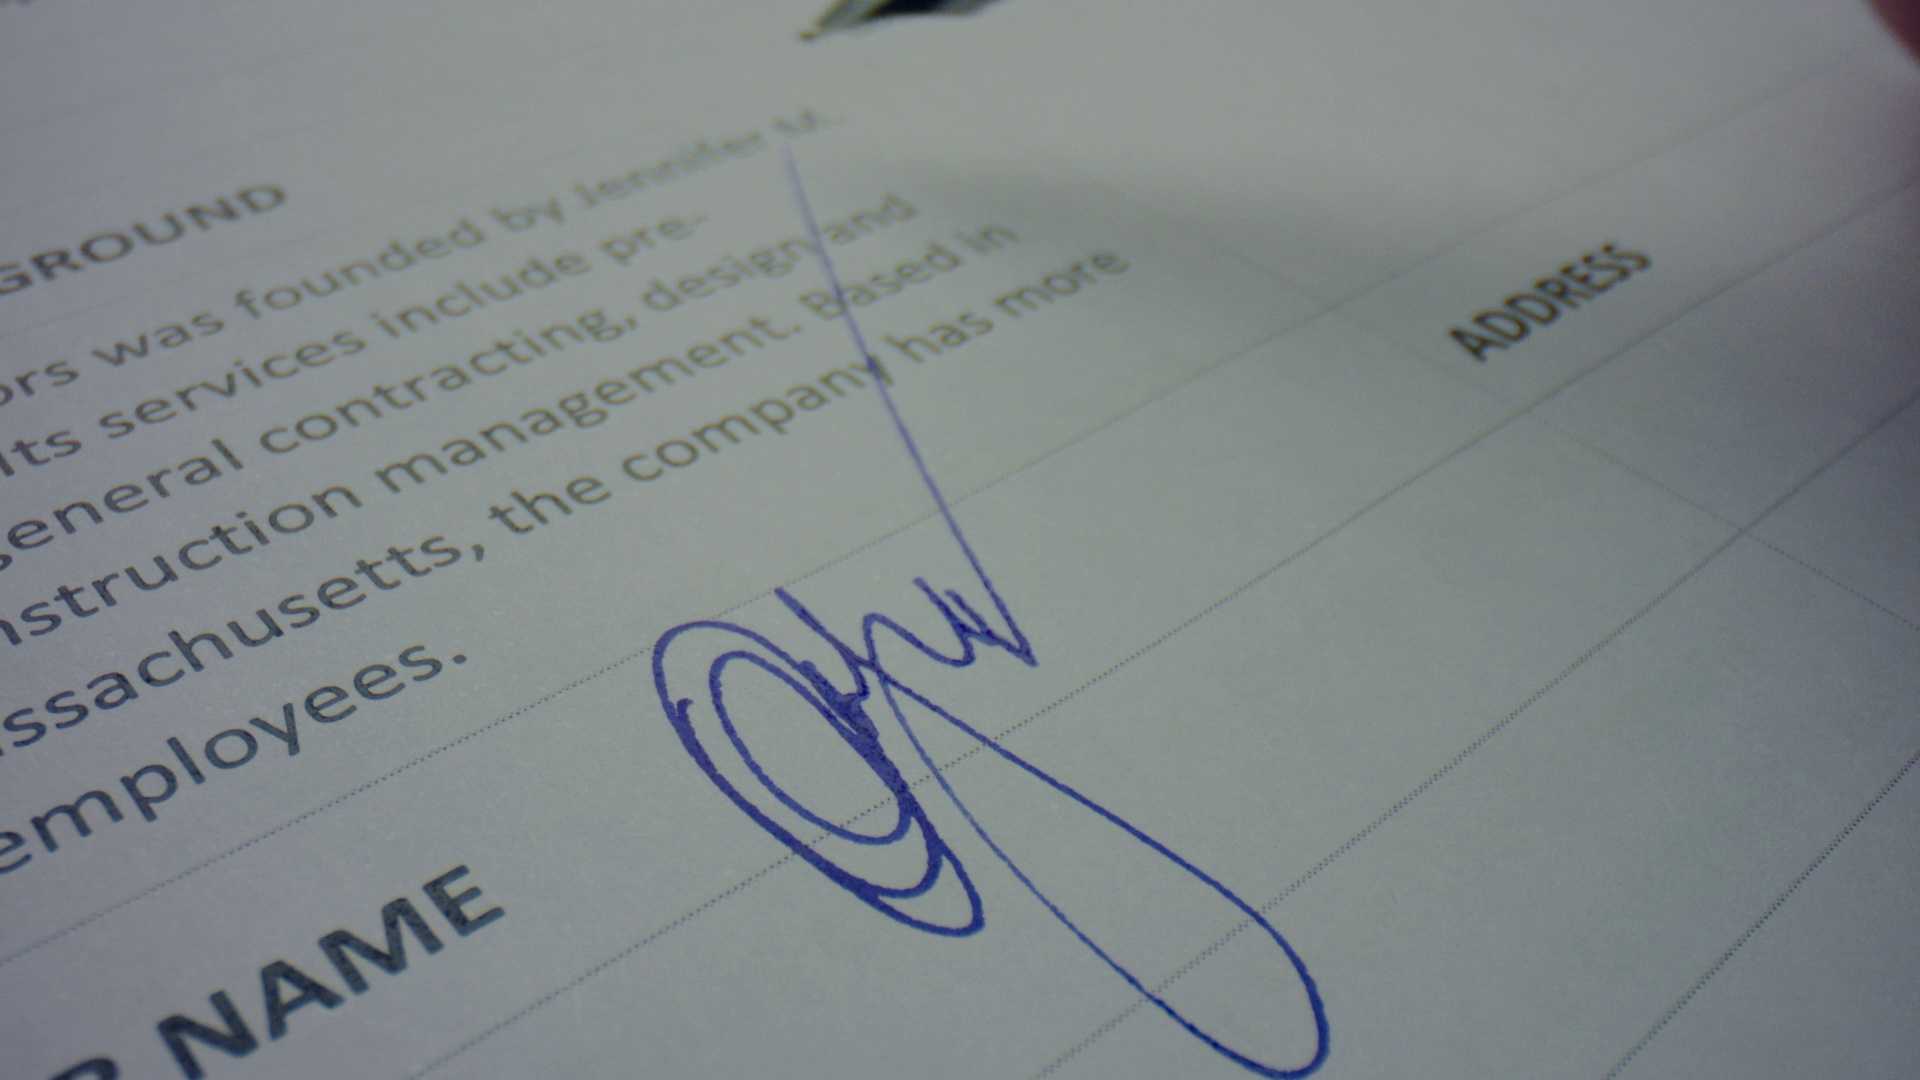 GROUND
ors was founded by Jennifer M.
Its services include pre-
general contracting, design and
nstruction management. Based in
ssachusetts, the company has more
employees.
NAME
ADDRESS